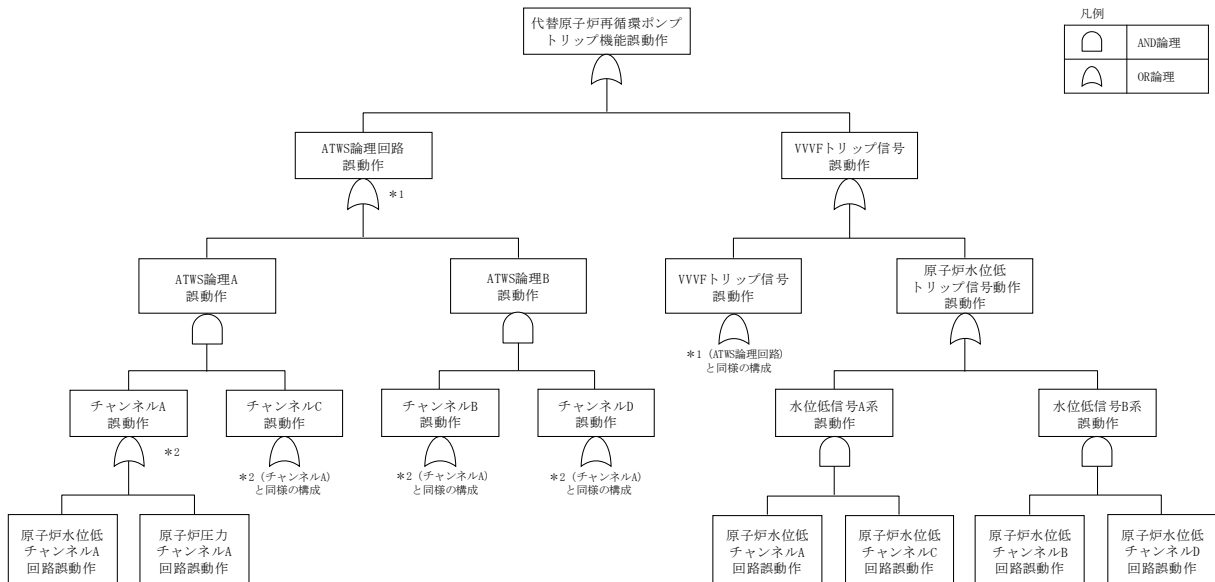 代替原子炉再循環ポンプ
トリップ機能誤動作
凡例
AND論理
OR論理
ATWS論理回路
誤動作
*1
VVVFトリップ信号
誤動作
ATWS論理A
誤動作
ATWS論理B
誤動作
VVVFトリップ信号
誤動作
原子炉水位低
トリップ信号動作
誤動作
*1 (ATWS論理回路)
と同様の構成
チャンネルA
誤動作
*2
チャンネルC
誤動作
*2 (チャンネルA)
と同様の構成
チャンネルB
誤動作
*2 (チャンネルA)
と同様の構成
チャンネルD
誤動作
*2 (チャンネルA)
と同様の構成
水位低信号A系
誤動作
水位低信号B系
誤動作
原子炉水位低
チャンネルA
回路誤動作
原子炉圧力
チャンネルA
回路誤動作
原子炉水位低
チャンネルA
回路誤動作
原子炉水位低
チャンネルC
回路誤動作
原子炉水位低
チャンネルB
回路誤動作
原子炉水位低
チャンネルD
回路誤動作